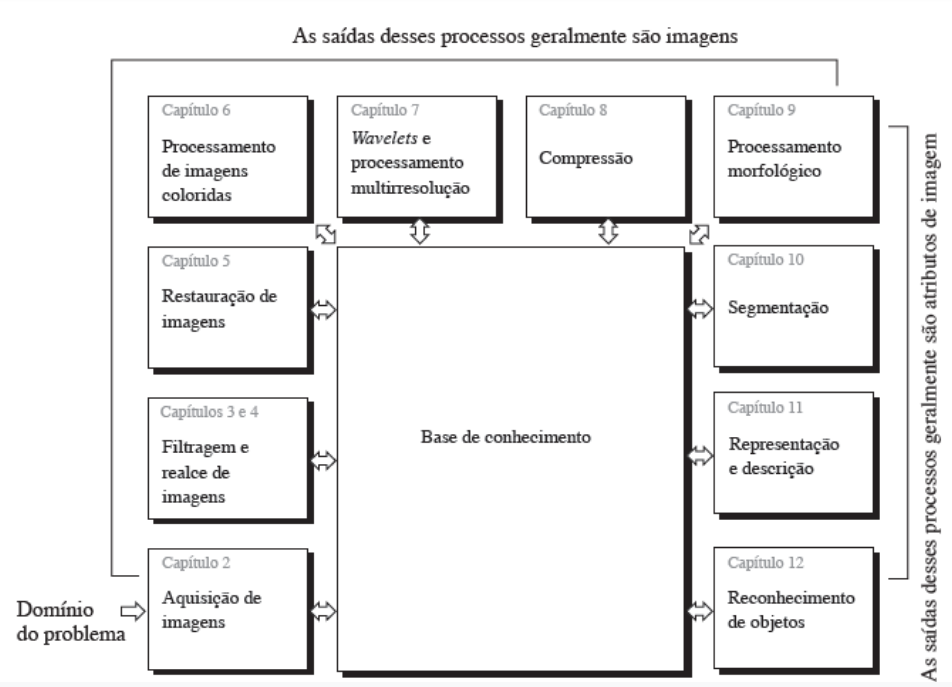 As saídas desses processos geralmente são imagens
Capítulo 6
Processamento
de imagens
coloridas
Capítulo 7
Wavelets e
processamento
multirresolução
Capítulo 8
Compressão
Capítulo 9
Processamento
morfológico
Capítulo 5
Restauração de
imagens
Capítulo 10
Segmentação
Capítulos 3 e 4
Filtragem e
realce de
imagens
Base de conhecimento
Capítulo 11
Representação
e descrição
Domínio
do problema
Capítulo 2
Aquisição de
imagens
Capítulo 12
Reconhecimento
de objetos
As saídas desses processos geralmente são atributos de imagem